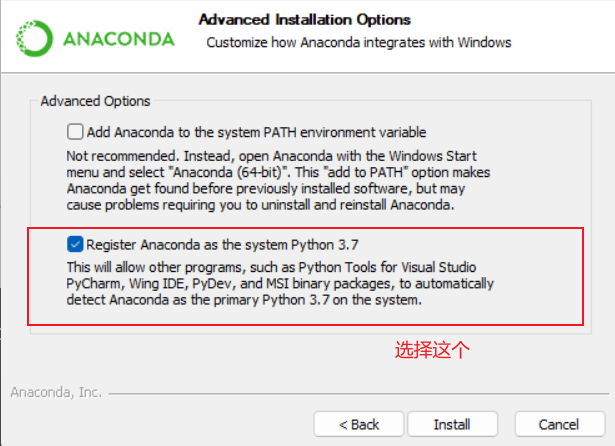 ANACONDA
Advanced Installation Options
Customize how Anaconda integrates with Windows
Advanced Options
Add Anaconda to the system PATH environment variable
Not recommended. Instead, open Anaconda with the Windows Start
menu and select "Anaconda (64-bit)". This "add to PATH" option makes
Anaconda get found before previously installed software, but may
cause problems requiring you to uninstall and reinstall Anaconda.
Register Anaconda as the system Python 3.7
This will allow other programs, such as Python Tools for Visual Studio
PyCharm, Wing IDE, PyDev, and MSI binary packages, to automatically
detect Anaconda as the primary Python 3.7 on the system.
选择这个
Anaconda, Inc.
< Back
Install
Cancel